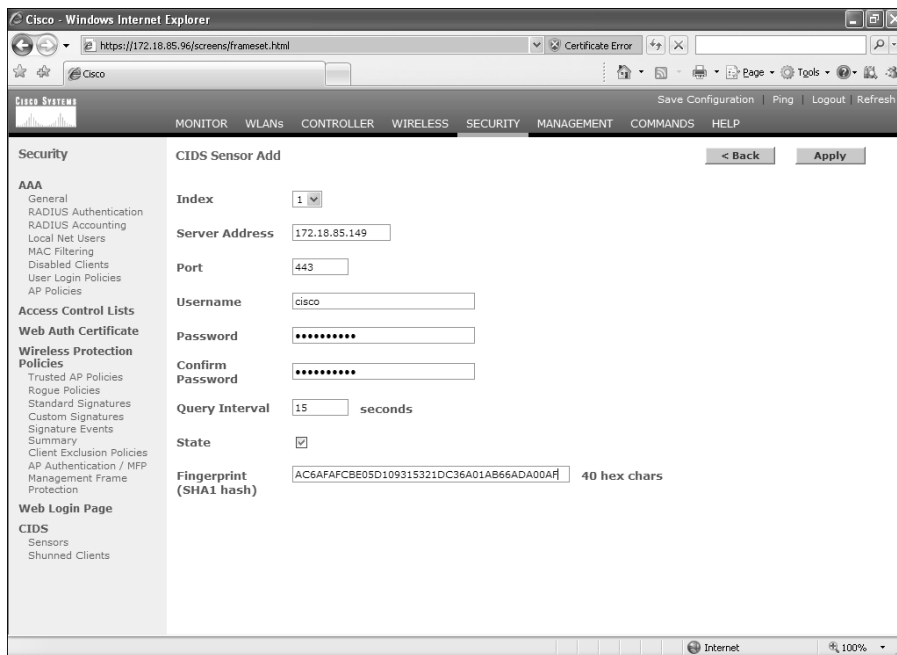 Cisco - Windows Internet Explorer
https://172.18.85.96/screens/frameset.html
Certificate Error
Cisco
Page
Tools
CISCO SYSTEMS
Save Configuration | Ping | Logout | Refresh
MONITOR WLANs CONTROLLER WIRELESS SECURITY MANAGEMENT COMMANDS HELP
Security
AAA
General
RADIUS Authentication
RADIUS Accounting
Local Net Users
MAC Filtering
Disabled Clients
User Login Policies
AP Policies
Access Control Lists
Web Auth Certificate
Wireless Protection
Policies
Trusted AP Policies
Rogue Policies
Standard Signatures
Custom Signatures
Signature Events
Summary
Client Exclusion Policies
AP Authentication / MFP
Management Frame
Protection
Web Login Page
CIDS
Sensors
Shunned Clients
CIDS Sensor Add
< Back
Apply
Index 1
Server Address 172.18.85.149
Port 443
Username cisco
Password ••••••••••
Confirm
Password ••••••••••
Query Interval 15 seconds
State
Fingerprint
(SHA1 hash) AC6AFAFCBE05D109315321DC36A01AB66ADA00AF 40 hex chars
Internet
100%